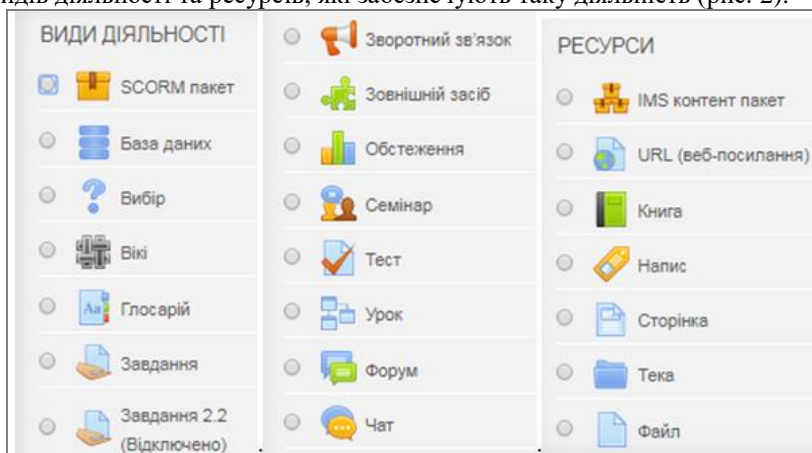 видів діяльності та ресурсів, які забезпечують таку діяльність (рис. 2).
ВИДИ ДІЯЛЬНОСТІ
SCORM пакет
База даних
Вибір
Вікі
Глосарій
Завдання
Завдання 2.2
(Відключено)
Зворотний зв'язок
Зовнішній засіб
Обстеження
Семінар
Тест
Урок
Форум
Чат
РЕСУРСИ
IMS контент пакет
URL (веб-посилання)
Книга
Напис
Сторінка
Тека
Файл